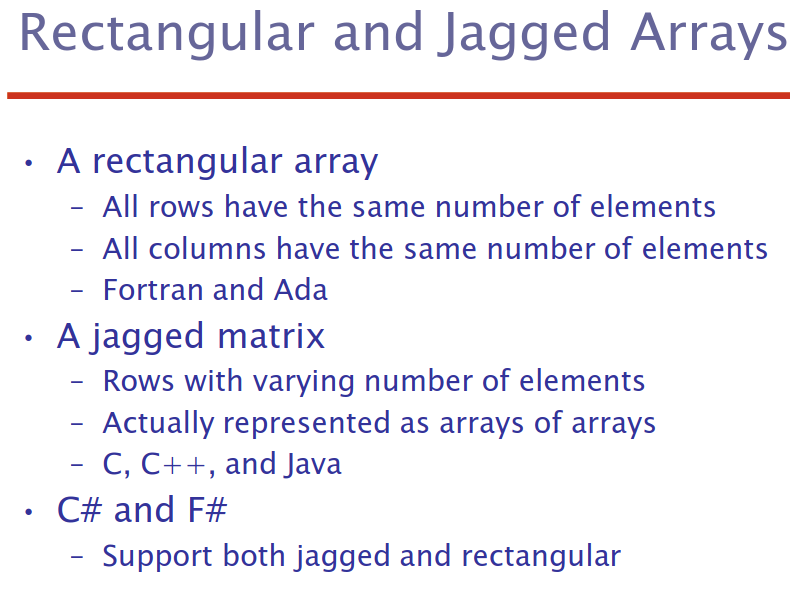 Rectangular and Jagged Arrays
• A rectangular array
– All rows have the same number of elements
– All columns have the same number of elements
– Fortran and Ada
• A jagged matrix
– Rows with varying number of elements
– Actually represented as arrays of arrays
– C, C++, and Java
• C# and F#
– Support both jagged and rectangular